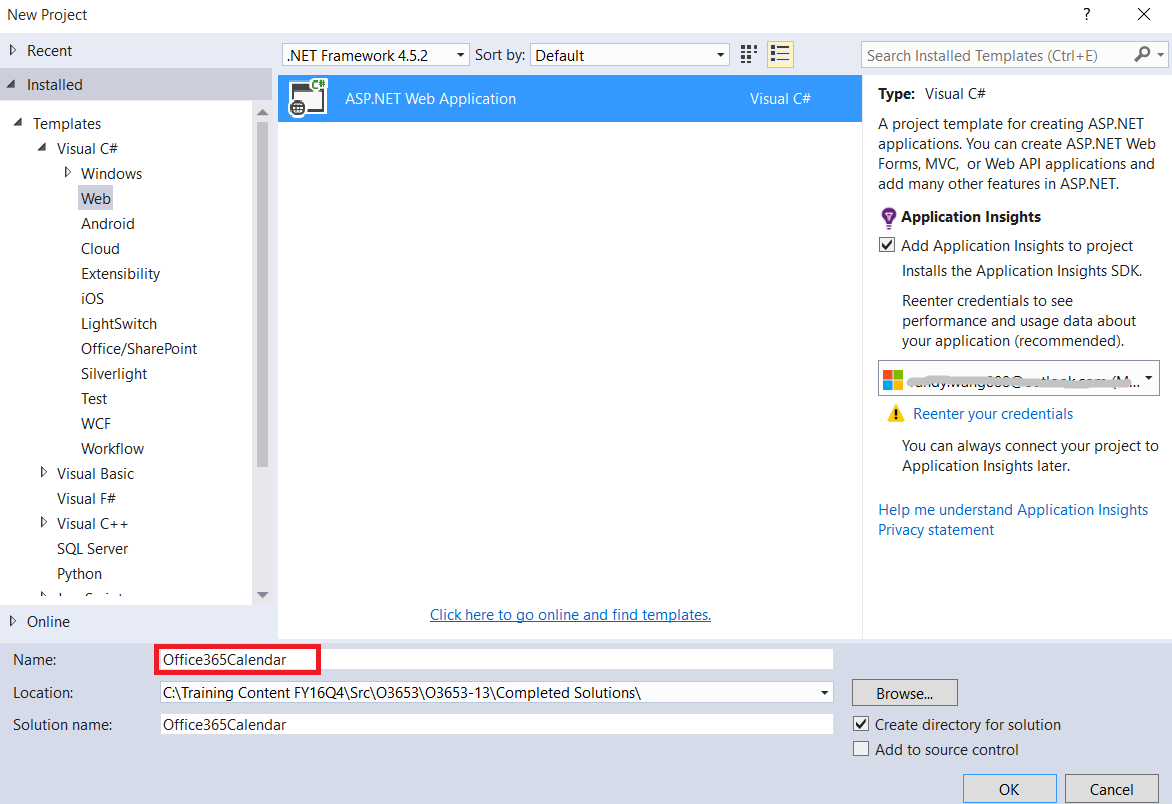 New Project
?
Recent
.NET Framework 4.5.2
Sort by:
Default
Search Installed Templates (Ctrl+E)
Installed
Templates
Visual C#
Windows
Web
Android
Cloud
Extensibility
iOS
LightSwitch
Office/SharePoint
Silverlight
Test
WCF
Workflow
Visual Basic
Visual F#
Visual C++
SQL Server
Python
Online
C#
ASP.NET Web Application
Visual C#
Click here to go online and find templates.
Type: Visual C#
A project template for creating ASP.NET
applications. You can create ASP.NET Web
Forms, MVC, or Web API applications and
add many other features in ASP.NET.
Application Insights
Add Application Insights to project
Installs the Application Insights SDK.
Reenter credentials to see
performance and usage data about
your application (recommended).
Reenter your credentials
You can always connect your project to
Application Insights later.
Help me understand Application Insights
Privacy statement
Name:
Office365Calendar
Location:
C:\Training Content FY16Q4\Src\O3653\O3653-13\Completed Solutions\
Browse...
Solution name:
Office365Calendar
Create directory for solution
Add to source control
OK
Cancel